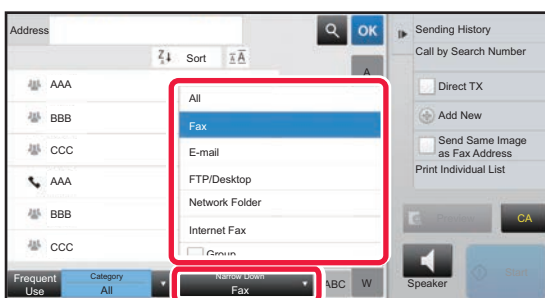 Address
OK
Sort
A
AAA
BBB
CCC
AAA
BBB
CCC
All
Fax
E-mail
FTP/Desktop
Network Folder
Internet Fax
Group
Frequent
Use
Category
All
Narrow Down
Fax
ABC
W
Sending History
Call by Search Number
Direct TX
Add New
Send Same Image
as Fax Address
Print Individual List
Preview
CA
Speaker
Start